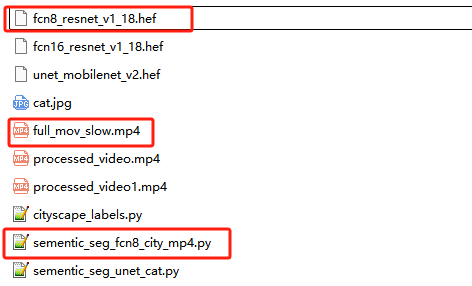 fcn8_resnet_v1_18.hef
fcn16_resnet_v1_18.hef
unet_mobilenet_v2.hef
cat.jpg
full_mov_slow.mp4
processed_video.mp4
processed_video1.mp4
cityscape_labels.py
sementic_seg_fcn8_city_mp4.py
sementic_seg_unet_cat.py